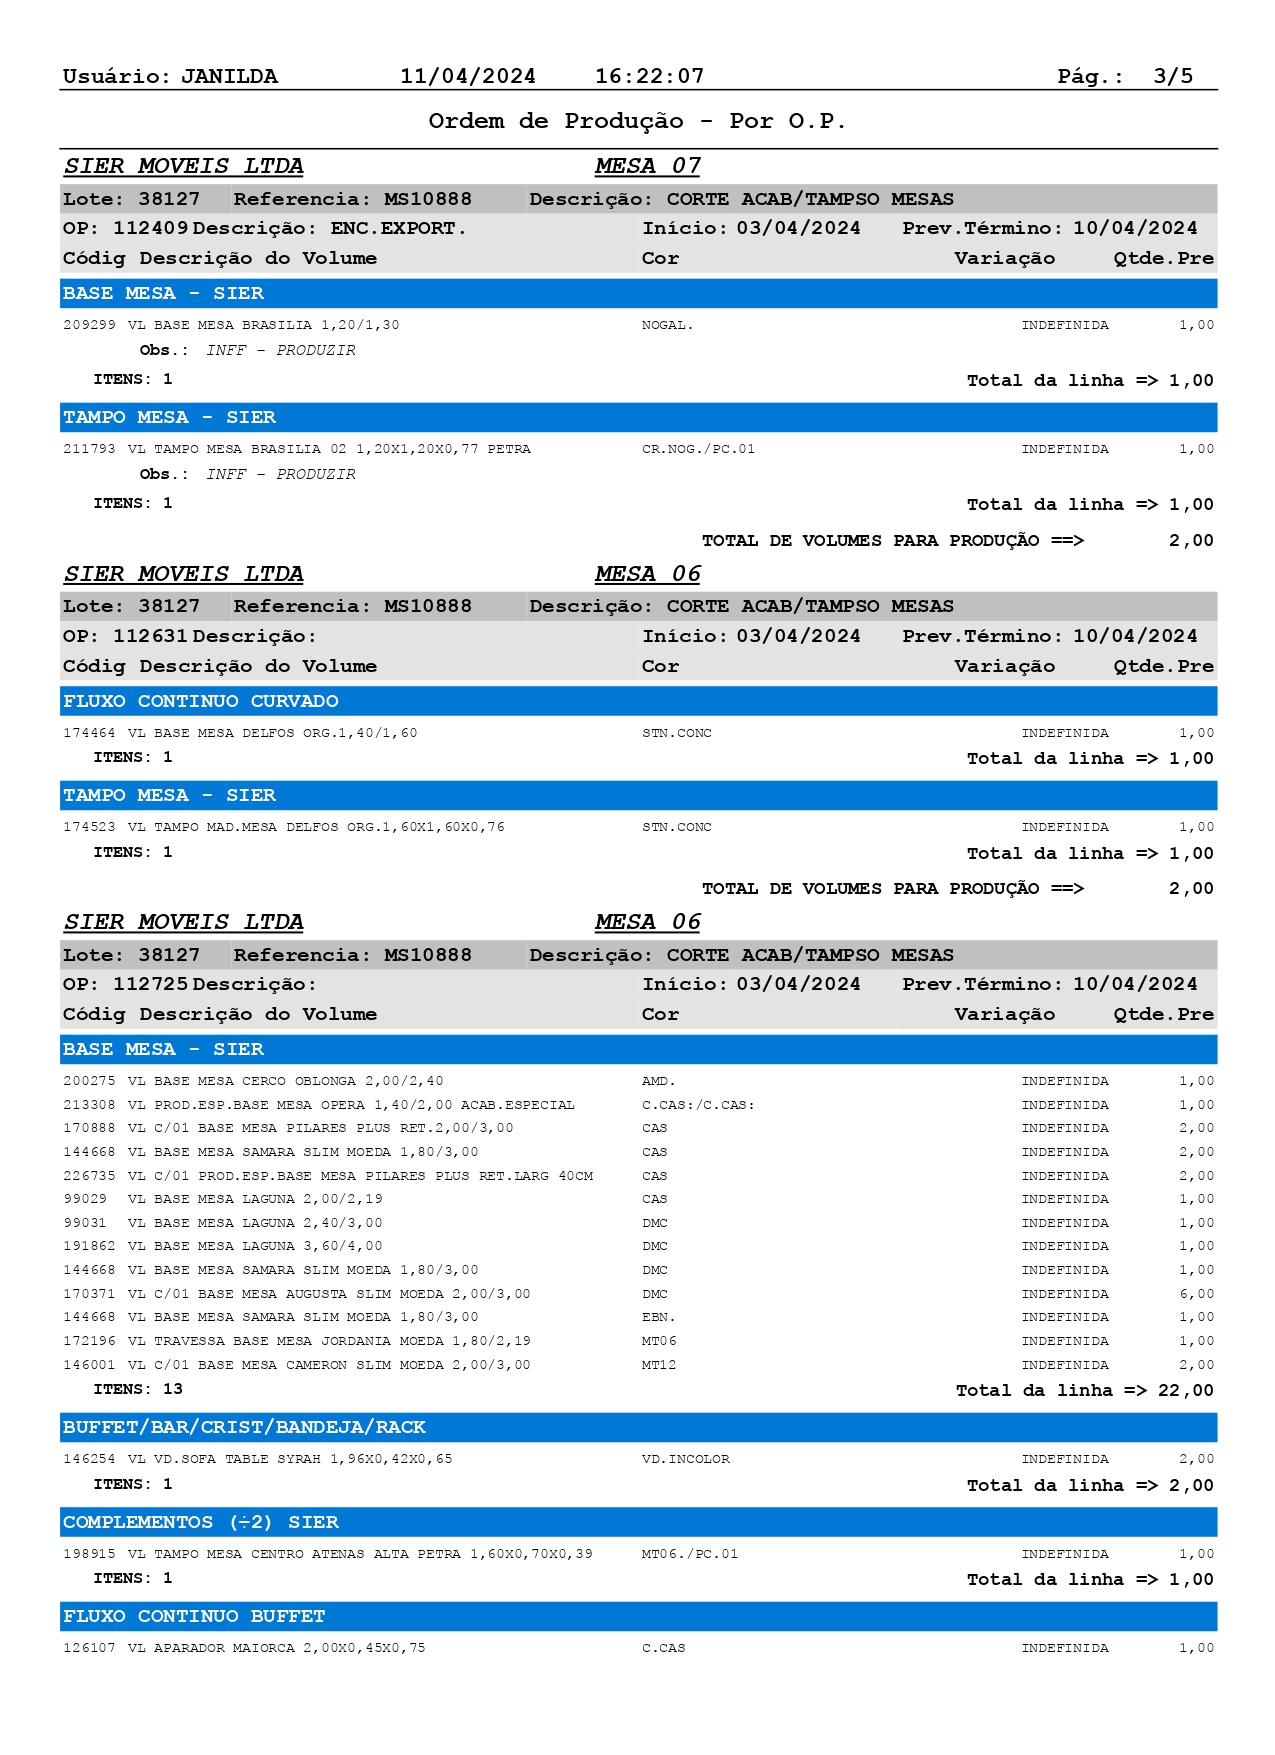 Usuário: JANILDA 11/04/2024 16:22:07 Pág.: 3/5
Ordem de Produção - Por O.P.
SIER MOVEIS LTDA MESA 07
Lote: 38127 Referencia: MS10888 Descrição: CORTE ACAB/TAMPSO MESAS
OP: 112409 Descrição: ENC.EXPORT. Início: 03/04/2024 Prev.Término: 10/04/2024
Códig Descrição do Volume Cor Variação Qtde.Pre
BASE MESA - SIER
209299 VL BASE MESA BRASILIA 1,20/1,30 NOGAL. INDEFINIDA 1,00
Obs.: INFF - PRODUZIR
ITENS: 1 Total da linha => 1,00
TAMPO MESA - SIER
211793 VL TAMPO MESA BRASILIA 02 1,20X1,20X0,77 PETRA CR.NOG./PC.01 INDEFINIDA 1,00
Obs.: INFF - PRODUZIR
ITENS: 1 Total da linha => 1,00
TOTAL DE VOLUMES PARA PRODUÇÃO ==> 2,00
SIER MOVEIS LTDA MESA 06
Lote: 38127 Referencia: MS10888 Descrição: CORTE ACAB/TAMPSO MESAS
OP: 112631 Descrição: Início: 03/04/2024 Prev.Término: 10/04/2024
Códig Descrição do Volume Cor Variação Qtde.Pre
FLUXO CONTINUO CURVADO
174464 VL BASE MESA DELFOS ORG.1,40/1,60 STN.CONC INDEFINIDA 1,00
ITENS: 1 Total da linha => 1,00
TAMPO MESA - SIER
174523 VL TAMPO MAD.MESA DELFOS ORG.1,60X1,60X0,76 STN.CONC INDEFINIDA 1,00
ITENS: 1 Total da linha => 1,00
TOTAL DE VOLUMES PARA PRODUÇÃO ==> 2,00
SIER MOVEIS LTDA MESA 06
Lote: 38127 Referencia: MS10888 Descrição: CORTE ACAB/TAMPSO MESAS
OP: 112725 Descrição: Início: 03/04/2024 Prev.Término: 10/04/2024
Códig Descrição do Volume Cor Variação Qtde.Pre
BASE MESA - SIER
200275 VL BASE MESA CERCO OBLONGA 2,00/2,40 AMD. INDEFINIDA 1,00
213308 VL PROD.ESP.BASE MESA OPERA 1,40/2,00 ACAB.ESPECIAL C.CAS:/C.CAS: INDEFINIDA 1,00
170888 VL C/01 BASE MESA PILARES PLUS RET.2,00/3,00 CAS INDEFINIDA 2,00
144668 VL BASE MESA SAMARA SLIM MOEDA 1,80/3,00 CAS INDEFINIDA 2,00
226735 VL C/01 PROD.ESP.BASE MESA PILARES PLUS RET.LARG 40CM CAS INDEFINIDA 2,00
99029 VL BASE MESA LAGUNA 2,00/2,19 CAS INDEFINIDA 1,00
99031 VL BASE MESA LAGUNA 2,40/3,00 DMC INDEFINIDA 1,00
191862 VL BASE MESA LAGUNA 3,60/4,00 DMC INDEFINIDA 1,00
144668 VL BASE MESA SAMARA SLIM MOEDA 1,80/3,00 DMC INDEFINIDA 1,00
170371 VL C/01 BASE MESA AUGUSTA SLIM MOEDA 2,00/3,00 DMC INDEFINIDA 6,00
144668 VL BASE MESA SAMARA SLIM MOEDA 1,80/3,00 EBN. INDEFINIDA 1,00
172196 VL TRAVESSA BASE MESA JORDANIA MOEDA 1,80/2,19 MT06 INDEFINIDA 1,00
146001 VL C/01 BASE MESA CAMERON SLIM MOEDA 2,00/3,00 MT12 INDEFINIDA 2,00
ITENS: 13 Total da linha => 22,00
BUFFET/BAR/CRIST/BANDEJA/RACK
146254 VL VD.SOFA TABLE SYRAH 1,96X0,42X0,65 VD.INCOLOR INDEFINIDA 2,00
ITENS: 1 Total da linha => 2,00
COMPLEMENTOS (÷2) SIER
198915 VL TAMPO MESA CENTRO ATENAS ALTA PETRA 1,60X0,70X0,39 MT06./PC.01 INDEFINIDA 1,00
ITENS: 1 Total da linha => 1,00
FLUXO CONTINUO BUFFET
126107 VL APARADOR MAIORCA 2,00X0,45X0,75 C.CAS INDEFINIDA 1,00